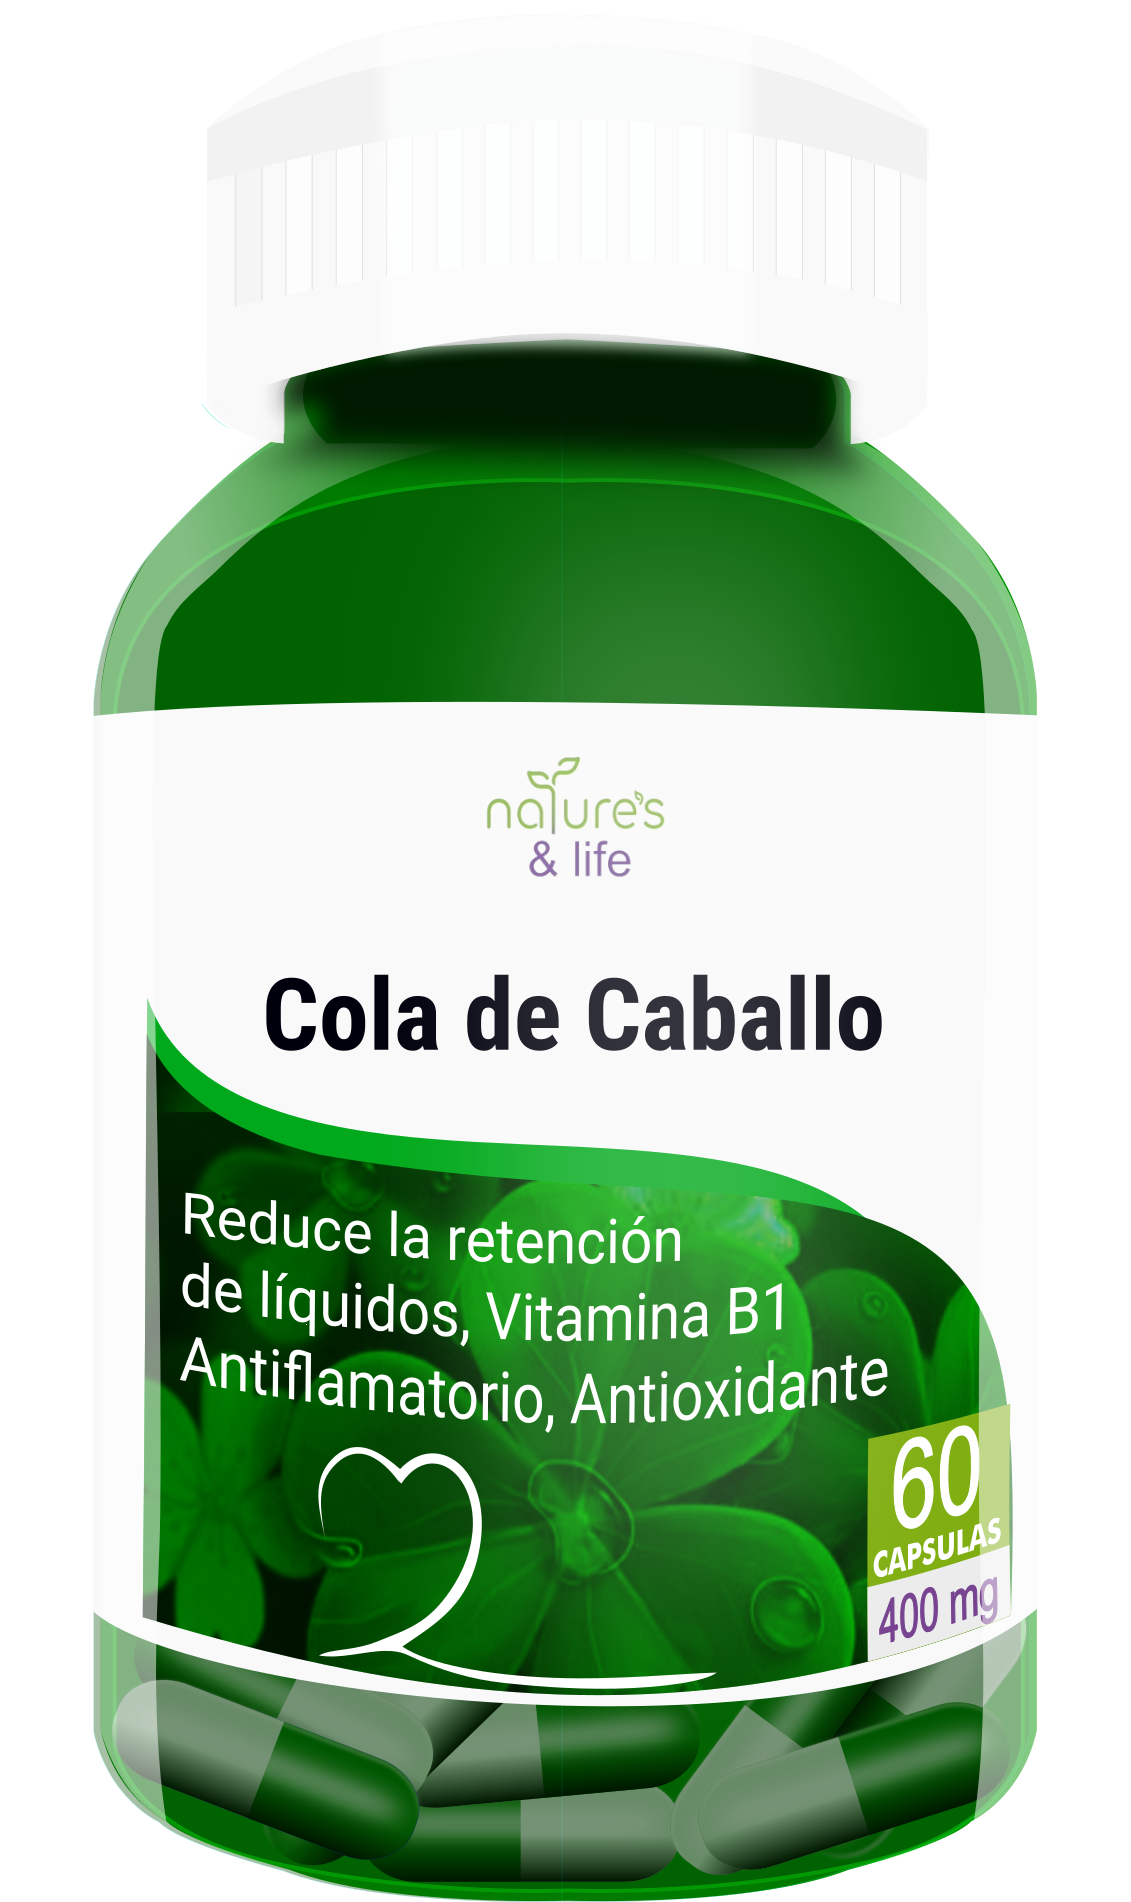 nature's
& life
Cola de Caballo
Reduce la retención
de líquidos, Vitamina B1
Antiflamatorio, Antioxidante
60
CAPSULAS
400 mg